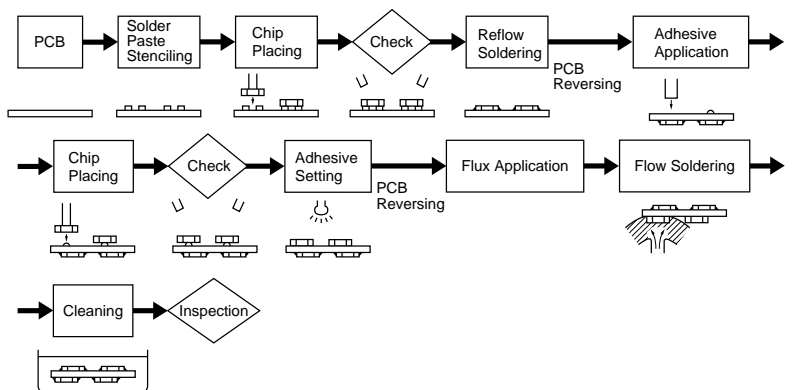 PCB
Solder
Paste
Stenciling
Chip
Placing
Check
Reflow
Soldering
PCB
Reversing
Adhesive
Application
Chip
Placing
Check
Adhesive
Setting
PCB
Reversing
Flux Application
Flow Soldering
Cleaning
Inspection